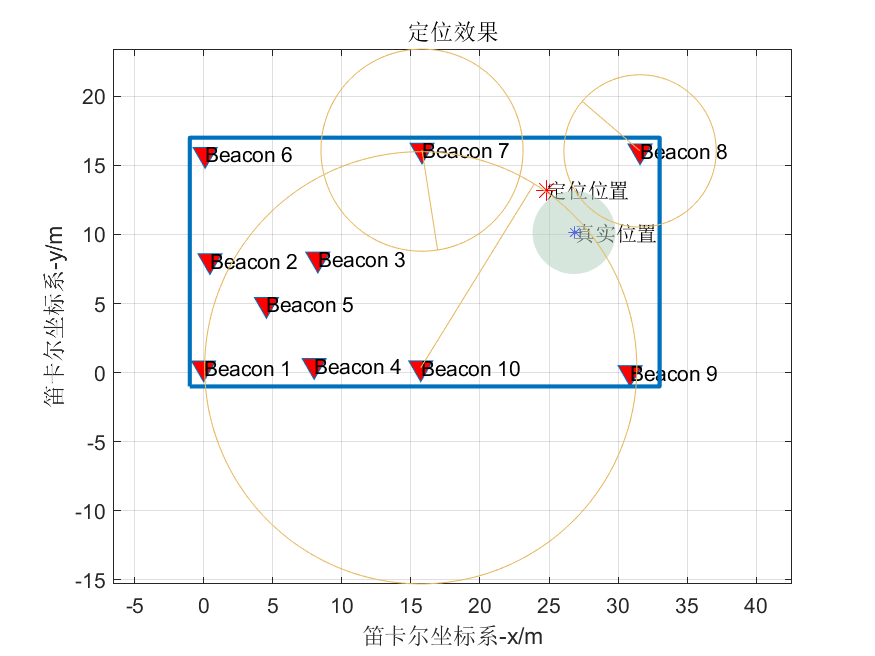 定位效果
20
15
10
5
0
-5
-10
-15
笛卡尔坐标系-y/m
Beacon 6
Beacon 7
Beacon 8
定位位置
真实位置
Beacon 2
Beacon 3
Beacon 5
Beacon 1
Beacon 4
Beacon 10
Beacon 9
-5
0
5
10
15
20
25
30
35
40
笛卡尔坐标系-x/m